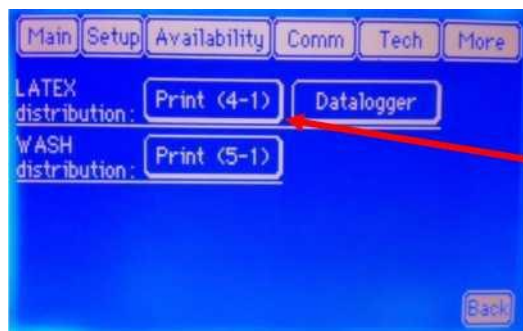 Main Setup Availability Comm Tech More
LATEX
distribution: Print (4-1) Datalogger
WASH
distribution: Print (5-1)
Back